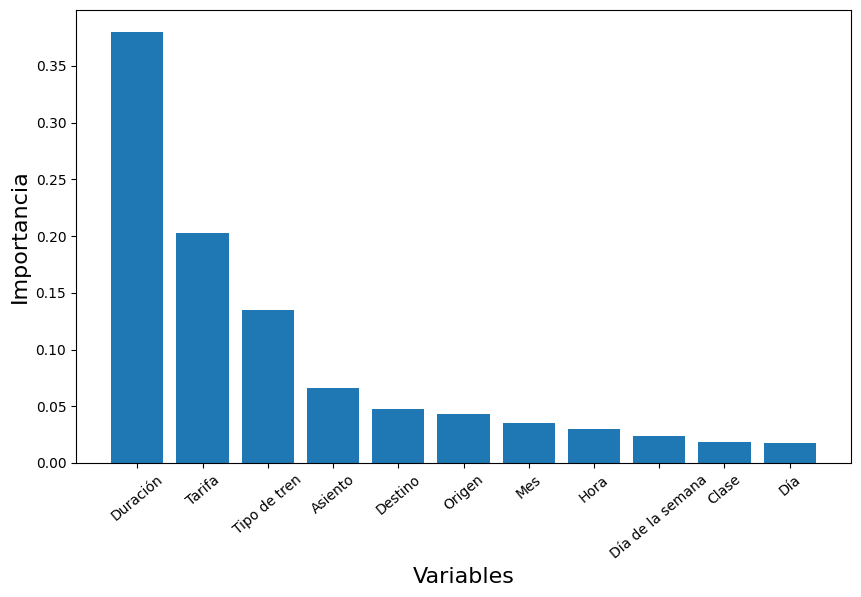 Importancia
0.35
0.30
0.25
0.20
0.15
0.10
0.05
0.00
Duración
Tarifa
Tipo de tren
Asiento
Destino
Origen
Mes
Hora
Día de la semana
Clase
Día
Variables